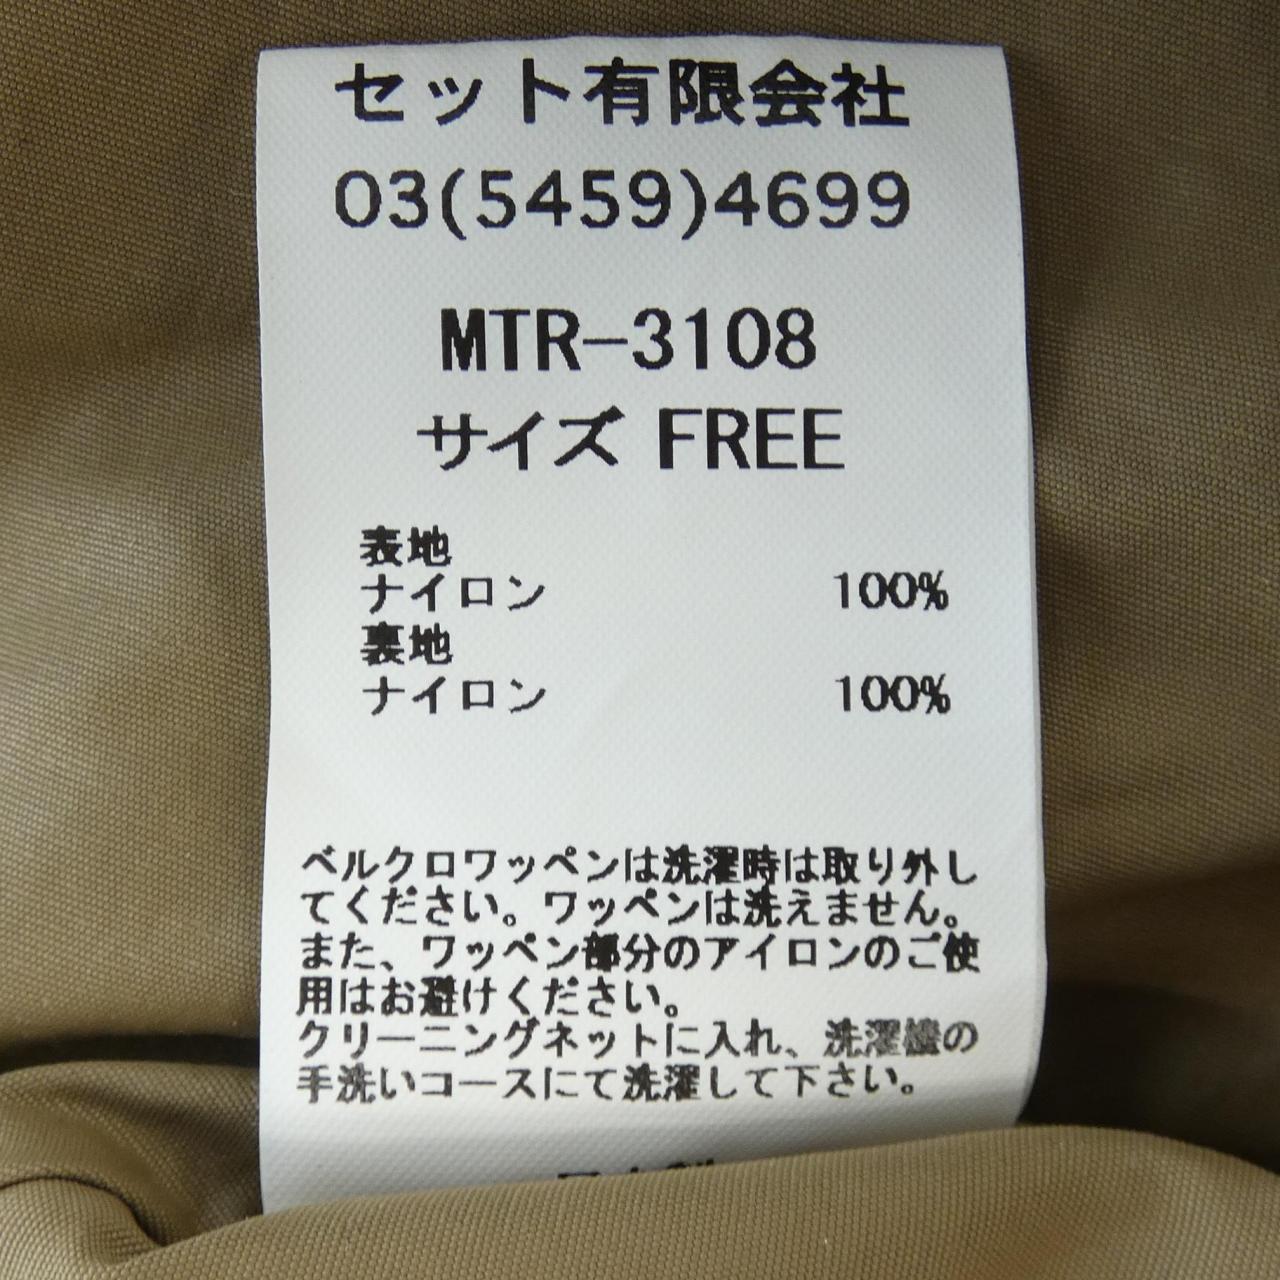 セット有限会社
03(5459)4699
MTR-3108
サイズ FREE
表地
ナイロン 100%
裏地
ナイロン 100%
ベルクロワッペンは洗濯時は取り外し
てください。ワッペンは洗えません。
また、ワッペン部分のアイロンのご使
用はお避けください。
クリーニングネットに入れ、洗濯機の
手洗いコースにて洗濯して下さい。